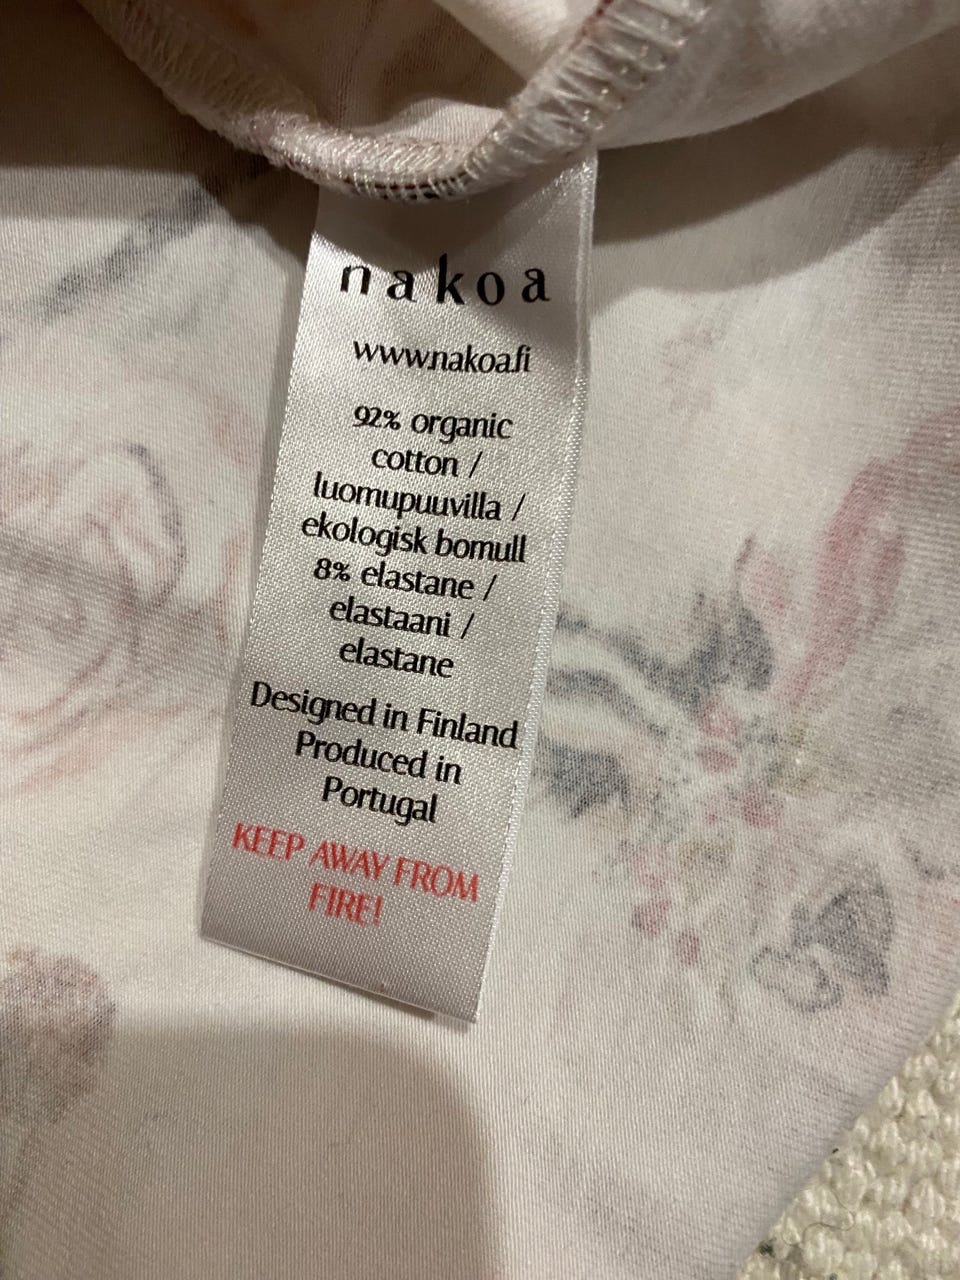 nakoa
www.nakoa.fi
92% organic
cotton /
luomupuuvilla /
ekologisk bomull
8% elastane /
elastaani /
elastane
Designed in Finland
Produced in
Portugal
KEEP AWAY FROM
FIRE!